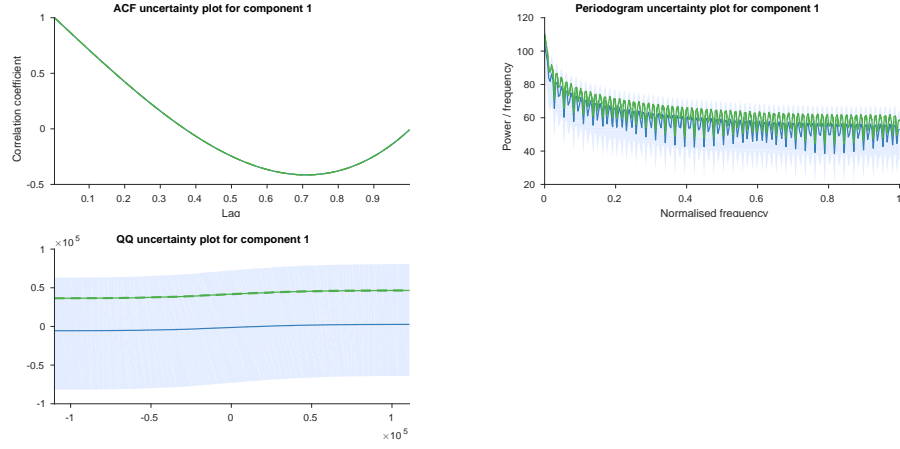 ACF uncertainty plot for component 1
Correlation coefficient
1
0.5
0
-0.5
0.1 0.2 0.3 0.4 0.5 0.6 0.7 0.8 0.9
Lag
Periodogram uncertainty plot for component 1
Power / frequency
120
100
80
60
40
20
0 0.2 0.4 0.6 0.8 1
Normalised frequency
QQ uncertainty plot for component 1
×10 5
1
0.5
0
-0.5
-1
-1 -0.5 0 0.5 1
×10 5